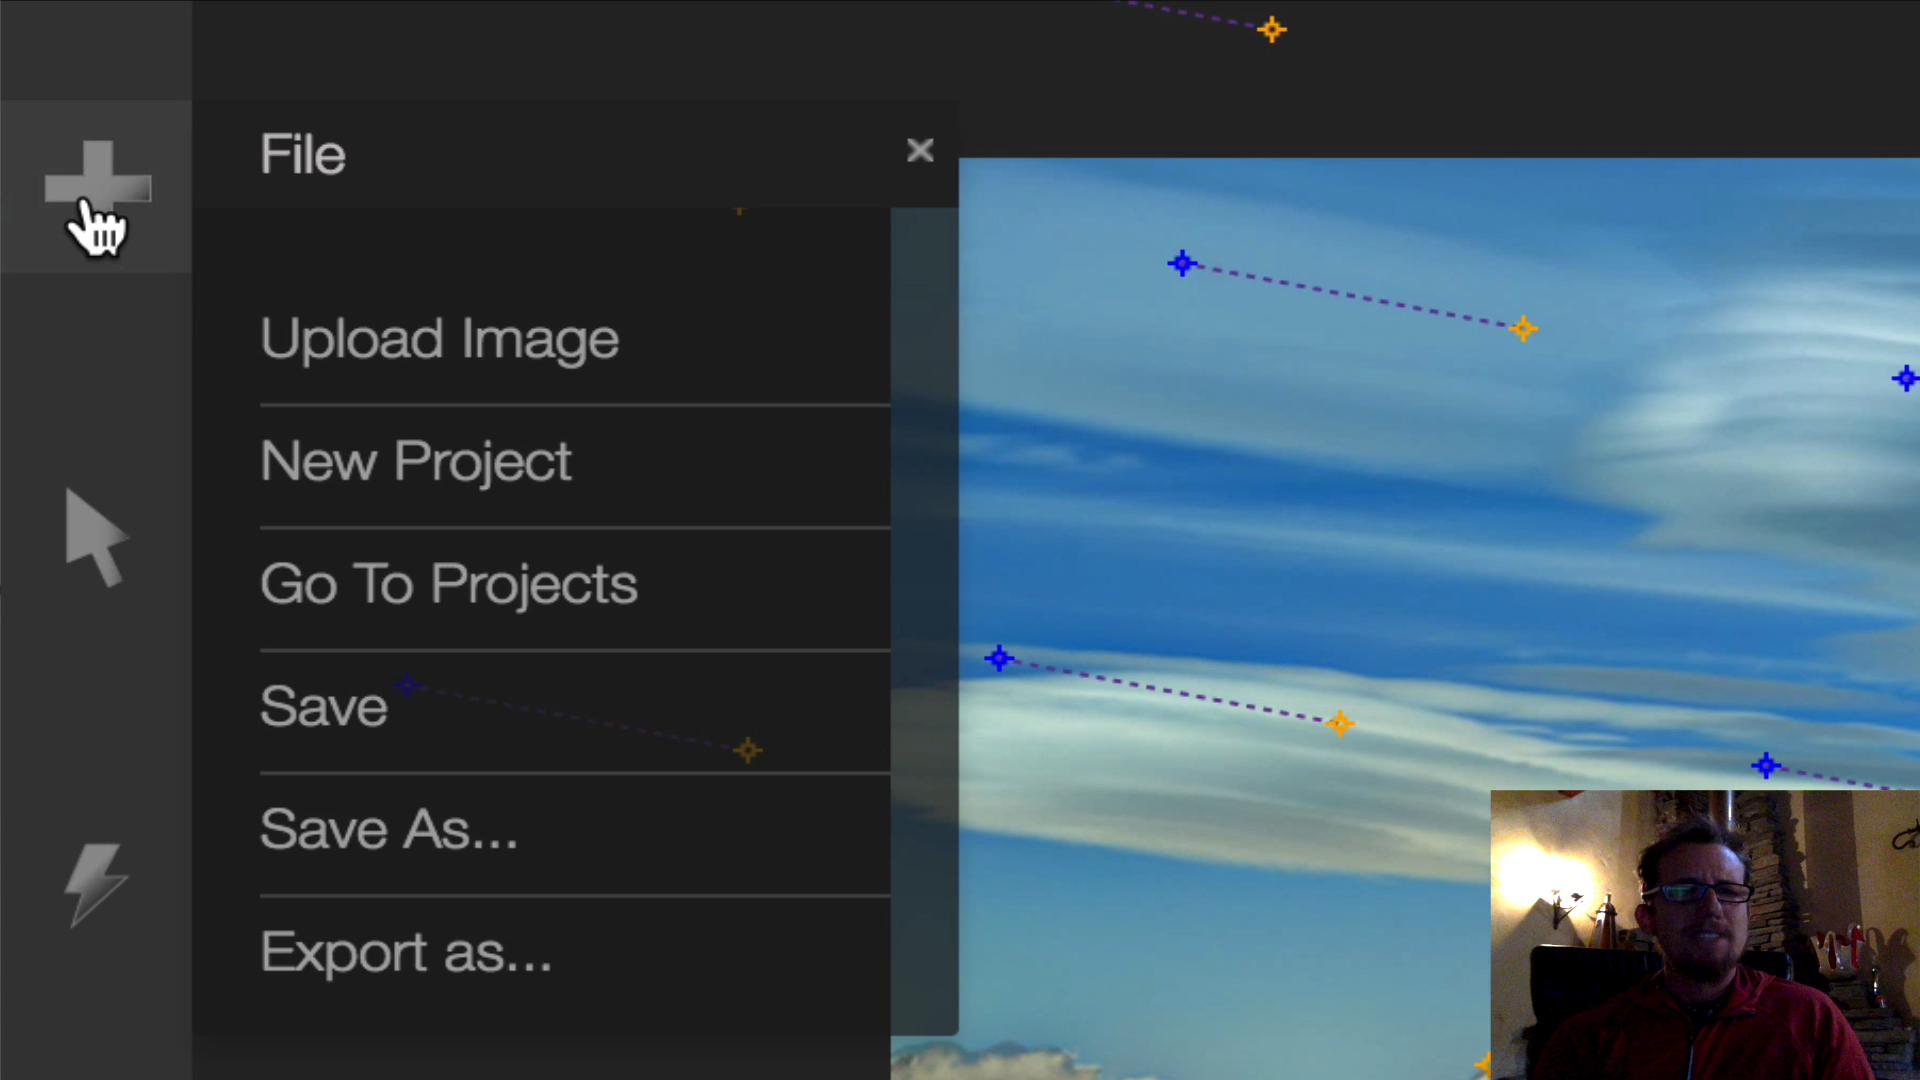 File
Upload Image
New Project
Go To Projects
Save
Save As...
Export as...